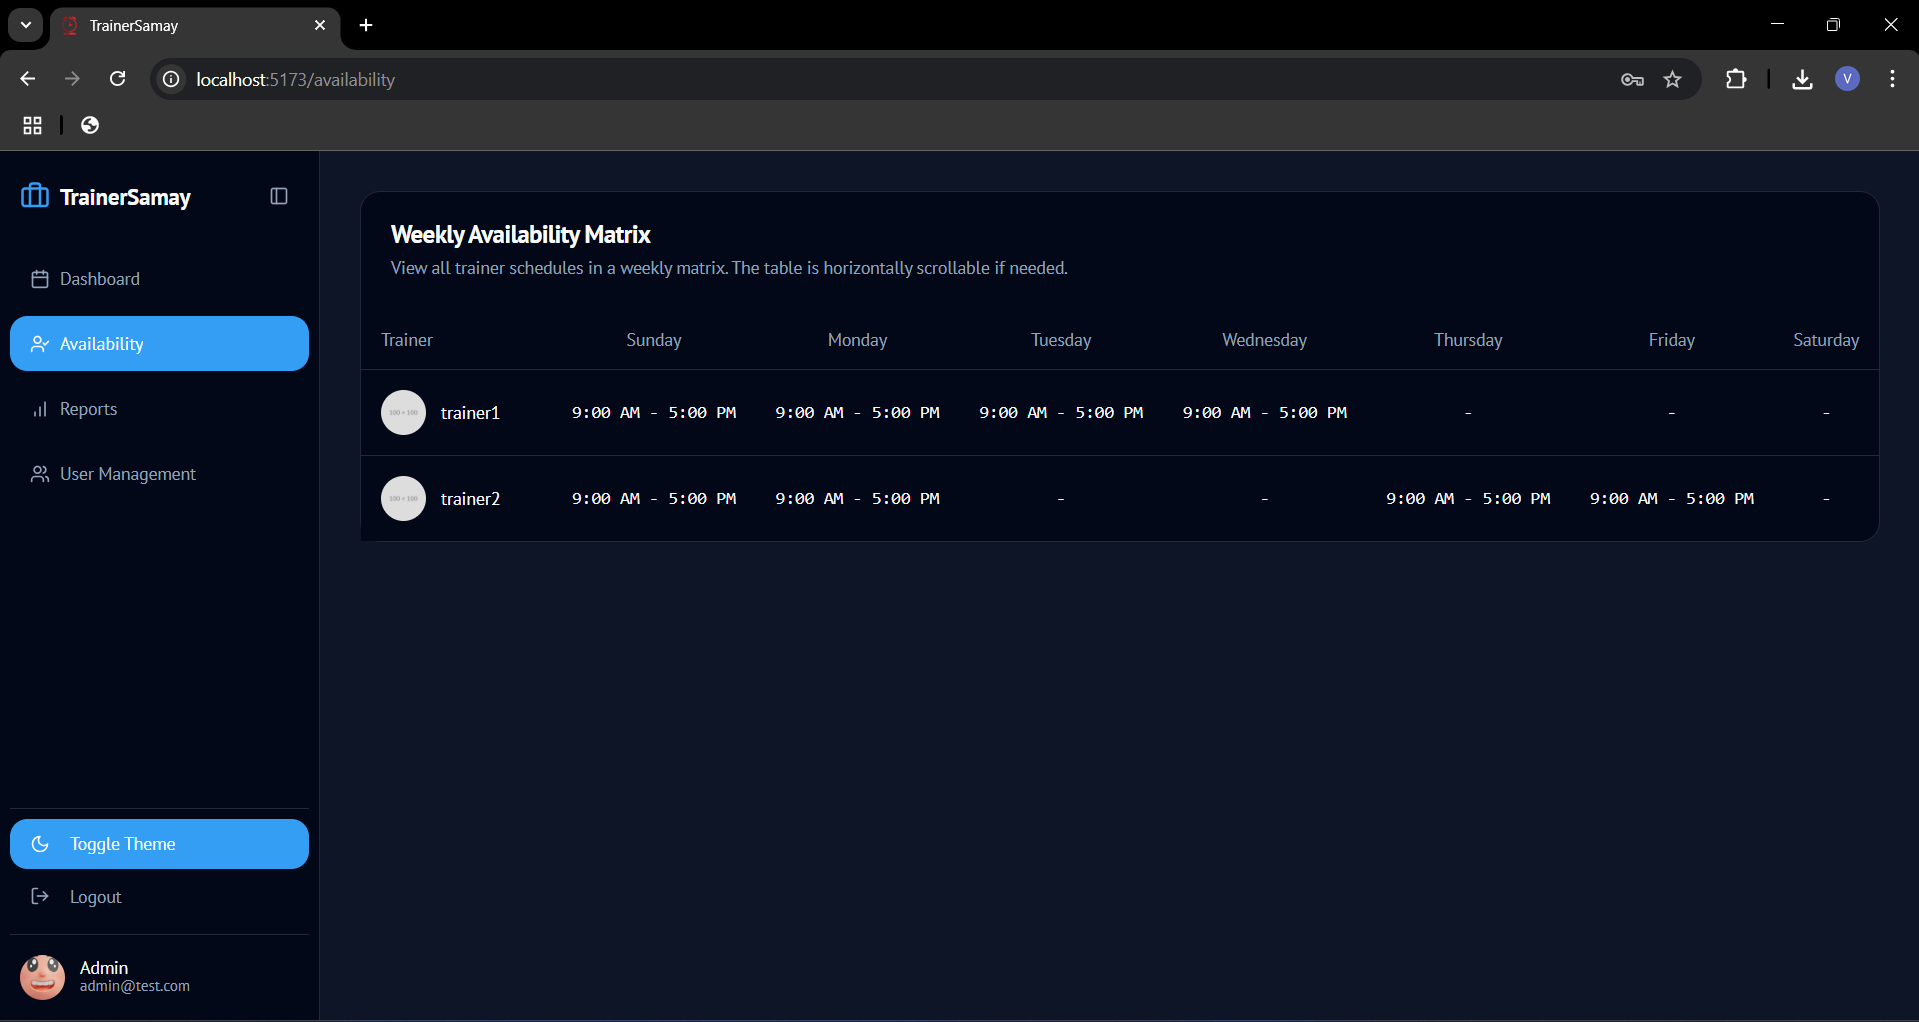 TrainerSamay
localhost:5173/availability
V
TrainerSamay
Dashboard
Availability
Reports
User Management
Toggle Theme
Logout
Admin
admin@test.com
Weekly Availability Matrix
View all trainer schedules in a weekly matrix. The table is horizontally scrollable if needed.
Trainer Sunday Monday Tuesday Wednesday Thursday Friday Saturday
100 × 100 trainer1 9:00 AM - 5:00 PM 9:00 AM - 5:00 PM 9:00 AM - 5:00 PM 9:00 AM - 5:00 PM - - -
100 × 100 trainer2 9:00 AM - 5:00 PM 9:00 AM - 5:00 PM - - 9:00 AM - 5:00 PM 9:00 AM - 5:00 PM -